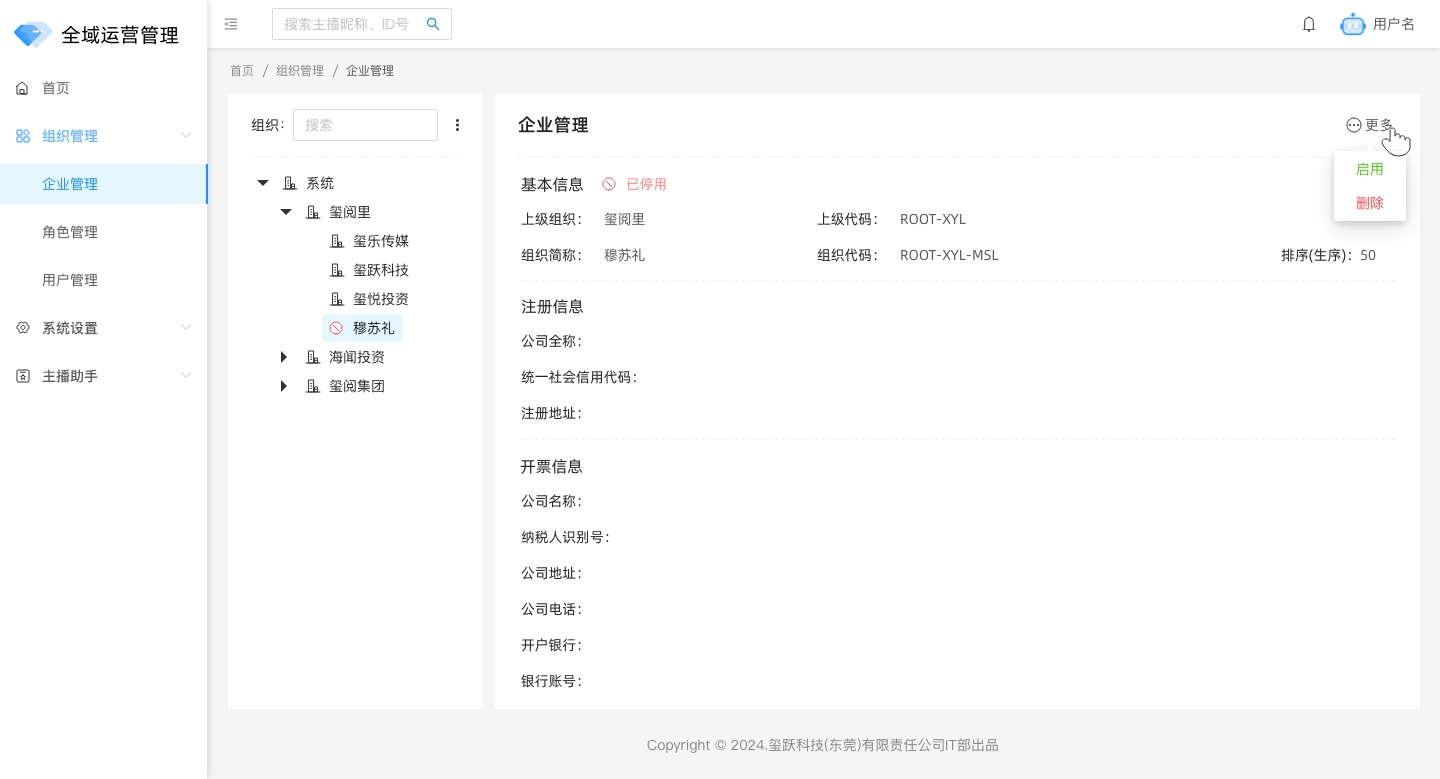 全域运营管理
首页
组织管理
企业管理
角色管理
用户管理
系统设置
主播助手
搜索主播昵称、ID号
用户名
首页 / 组织管理 / 企业管理
组织： 搜索
系统
玺阅里
玺乐传媒
玺跃科技
玺悦投资
穆苏礼
海闻投资
玺阅集团
企业管理
更多
启用
删除
基本信息 已停用
上级组织： 玺阅里 上级代码： ROOT-XYL
组织简称： 穆苏礼 组织代码： ROOT-XYL-MSL 排序(生序)：50
注册信息
公司全称：
统一社会信用代码：
注册地址：
开票信息
公司名称：
纳税人识别号：
公司地址：
公司电话：
开户银行：
银行账号：
Copyright © 2024.玺跃科技(东莞)有限责任公司IT部出品